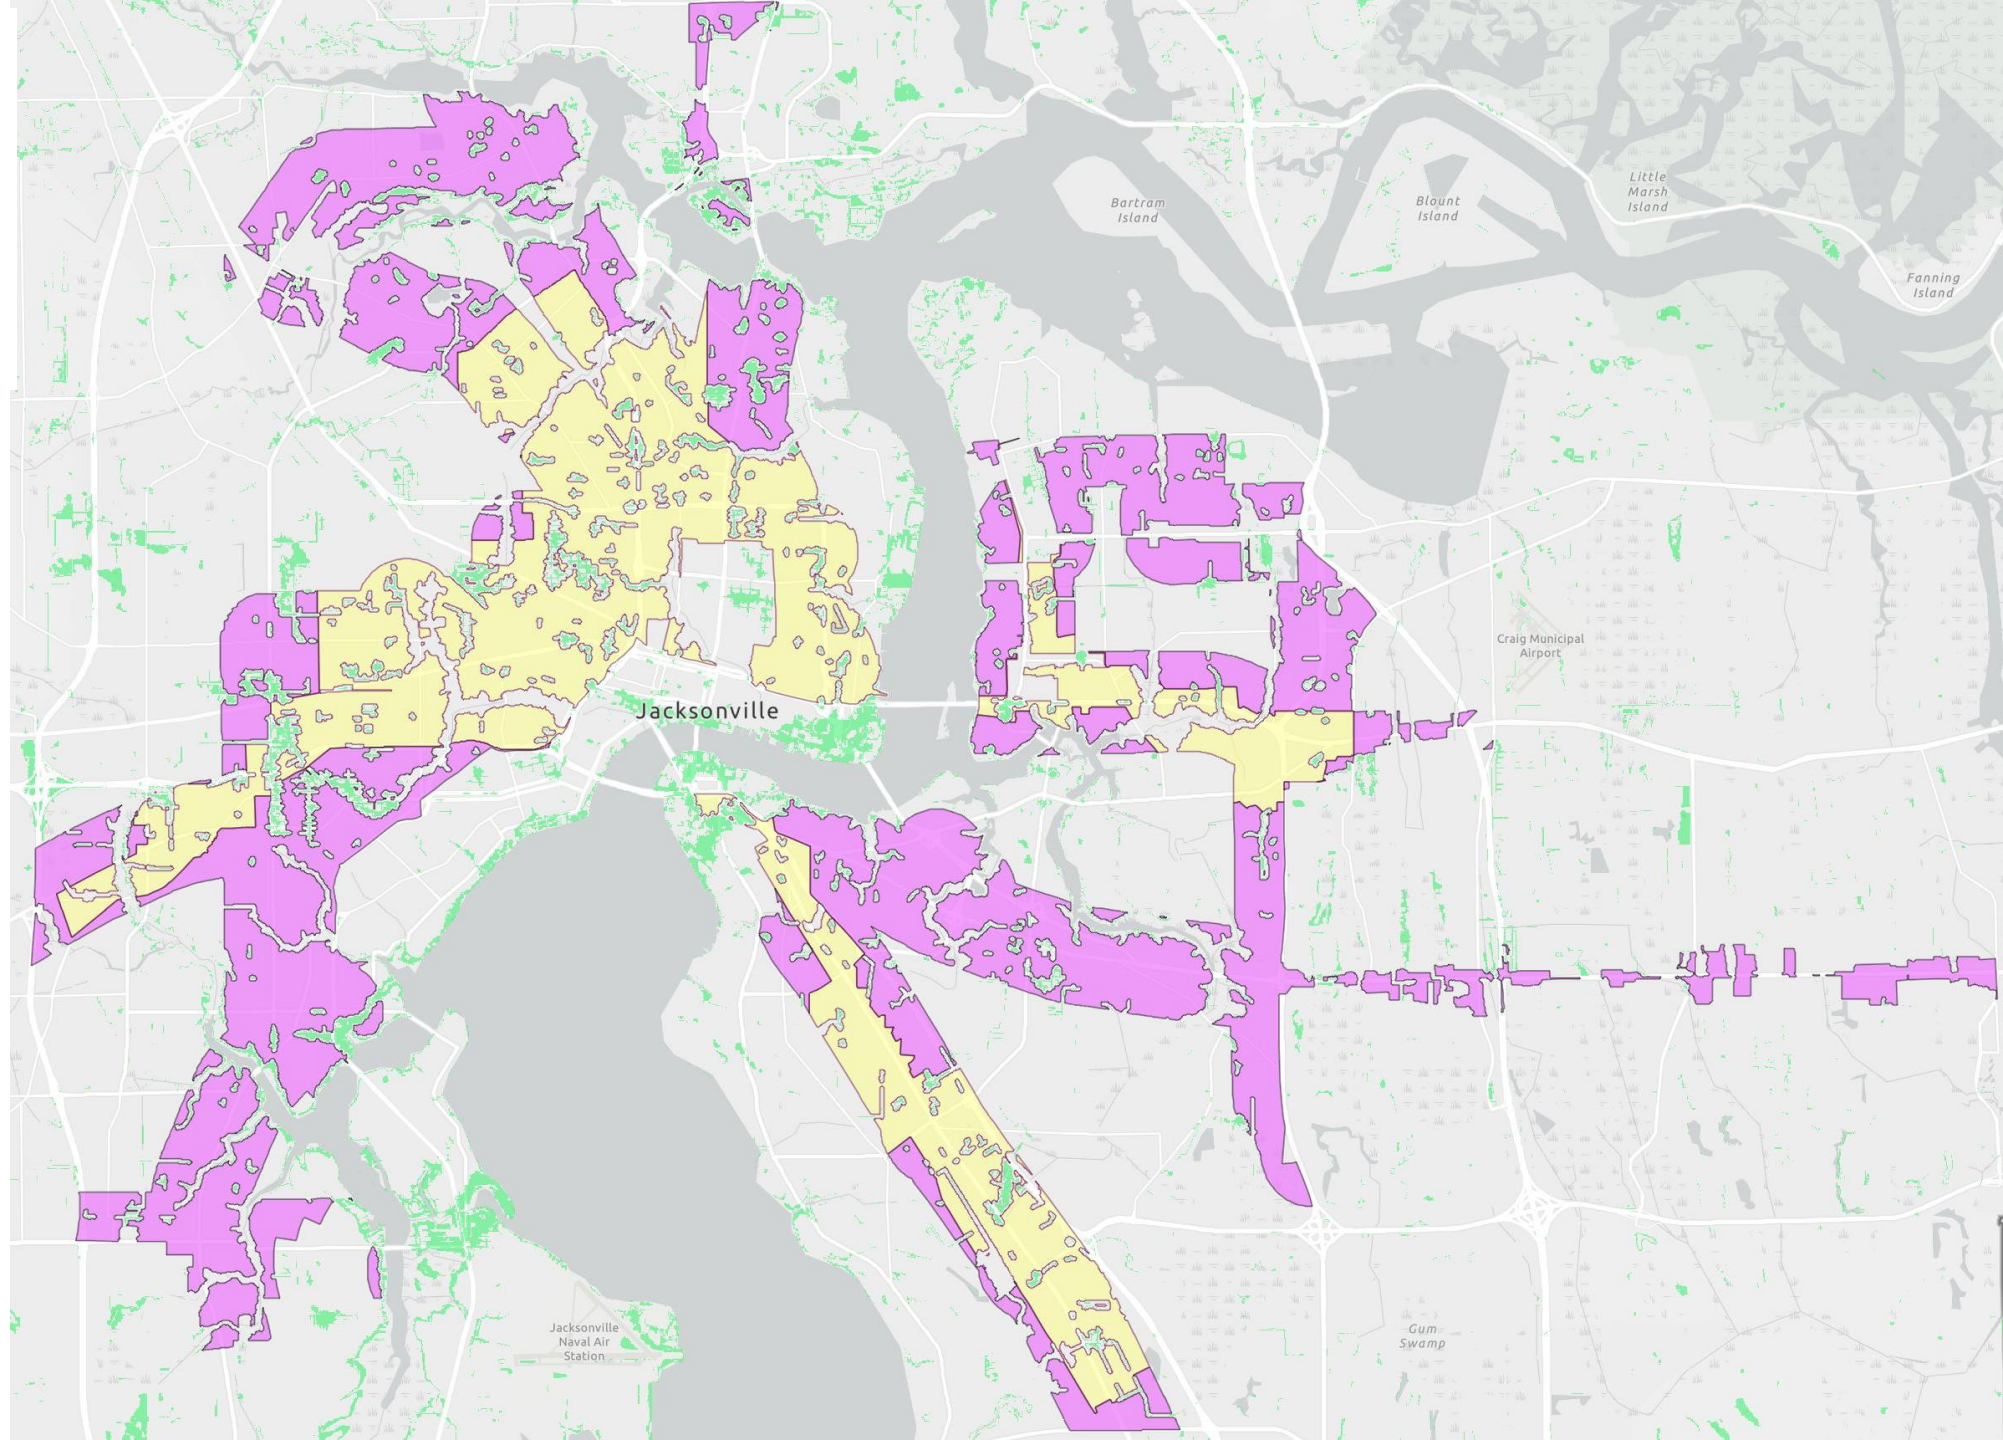 Little
Marsh
Island
Bartram
Island
Blount
Island
Fanning
Island
Craig Municipal
Airport
Jacksonville
Jacksonville
Naval Air
Station
Gum
Swamp